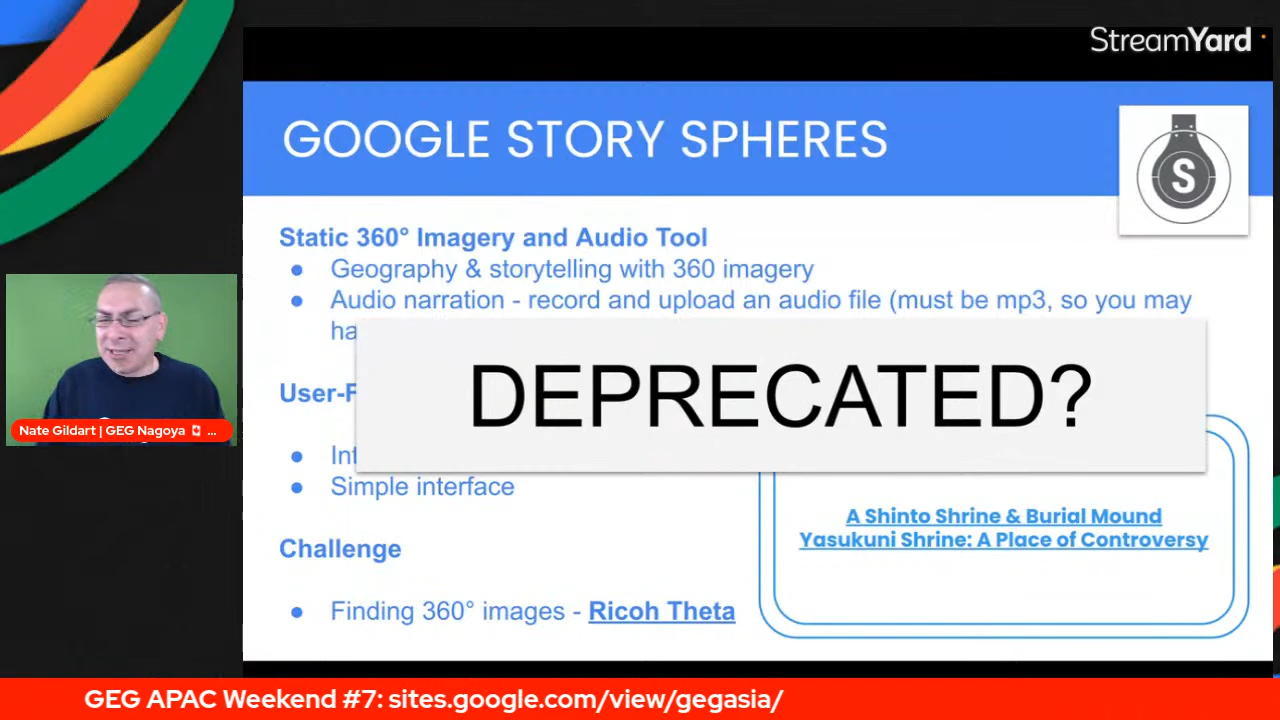 StreamYard
GOOGLE STORY SPHERES
S
Static 360° Imagery and Audio Tool
● Geography & storytelling with 360 imagery
● Audio narration - record and upload an audio file (must be mp3, so you may
DEPRECATED?
● Simple interface
Challenge
● Finding 360° images - Ricoh Theta
A Shinto Shrine & Burial Mound
Yasukuni Shrine: A Place of Controversy
Nate Gildart | GEG Nagoya 🇯🇵 ...
GEG APAC Weekend #7: sites.google.com/view/gegasia/